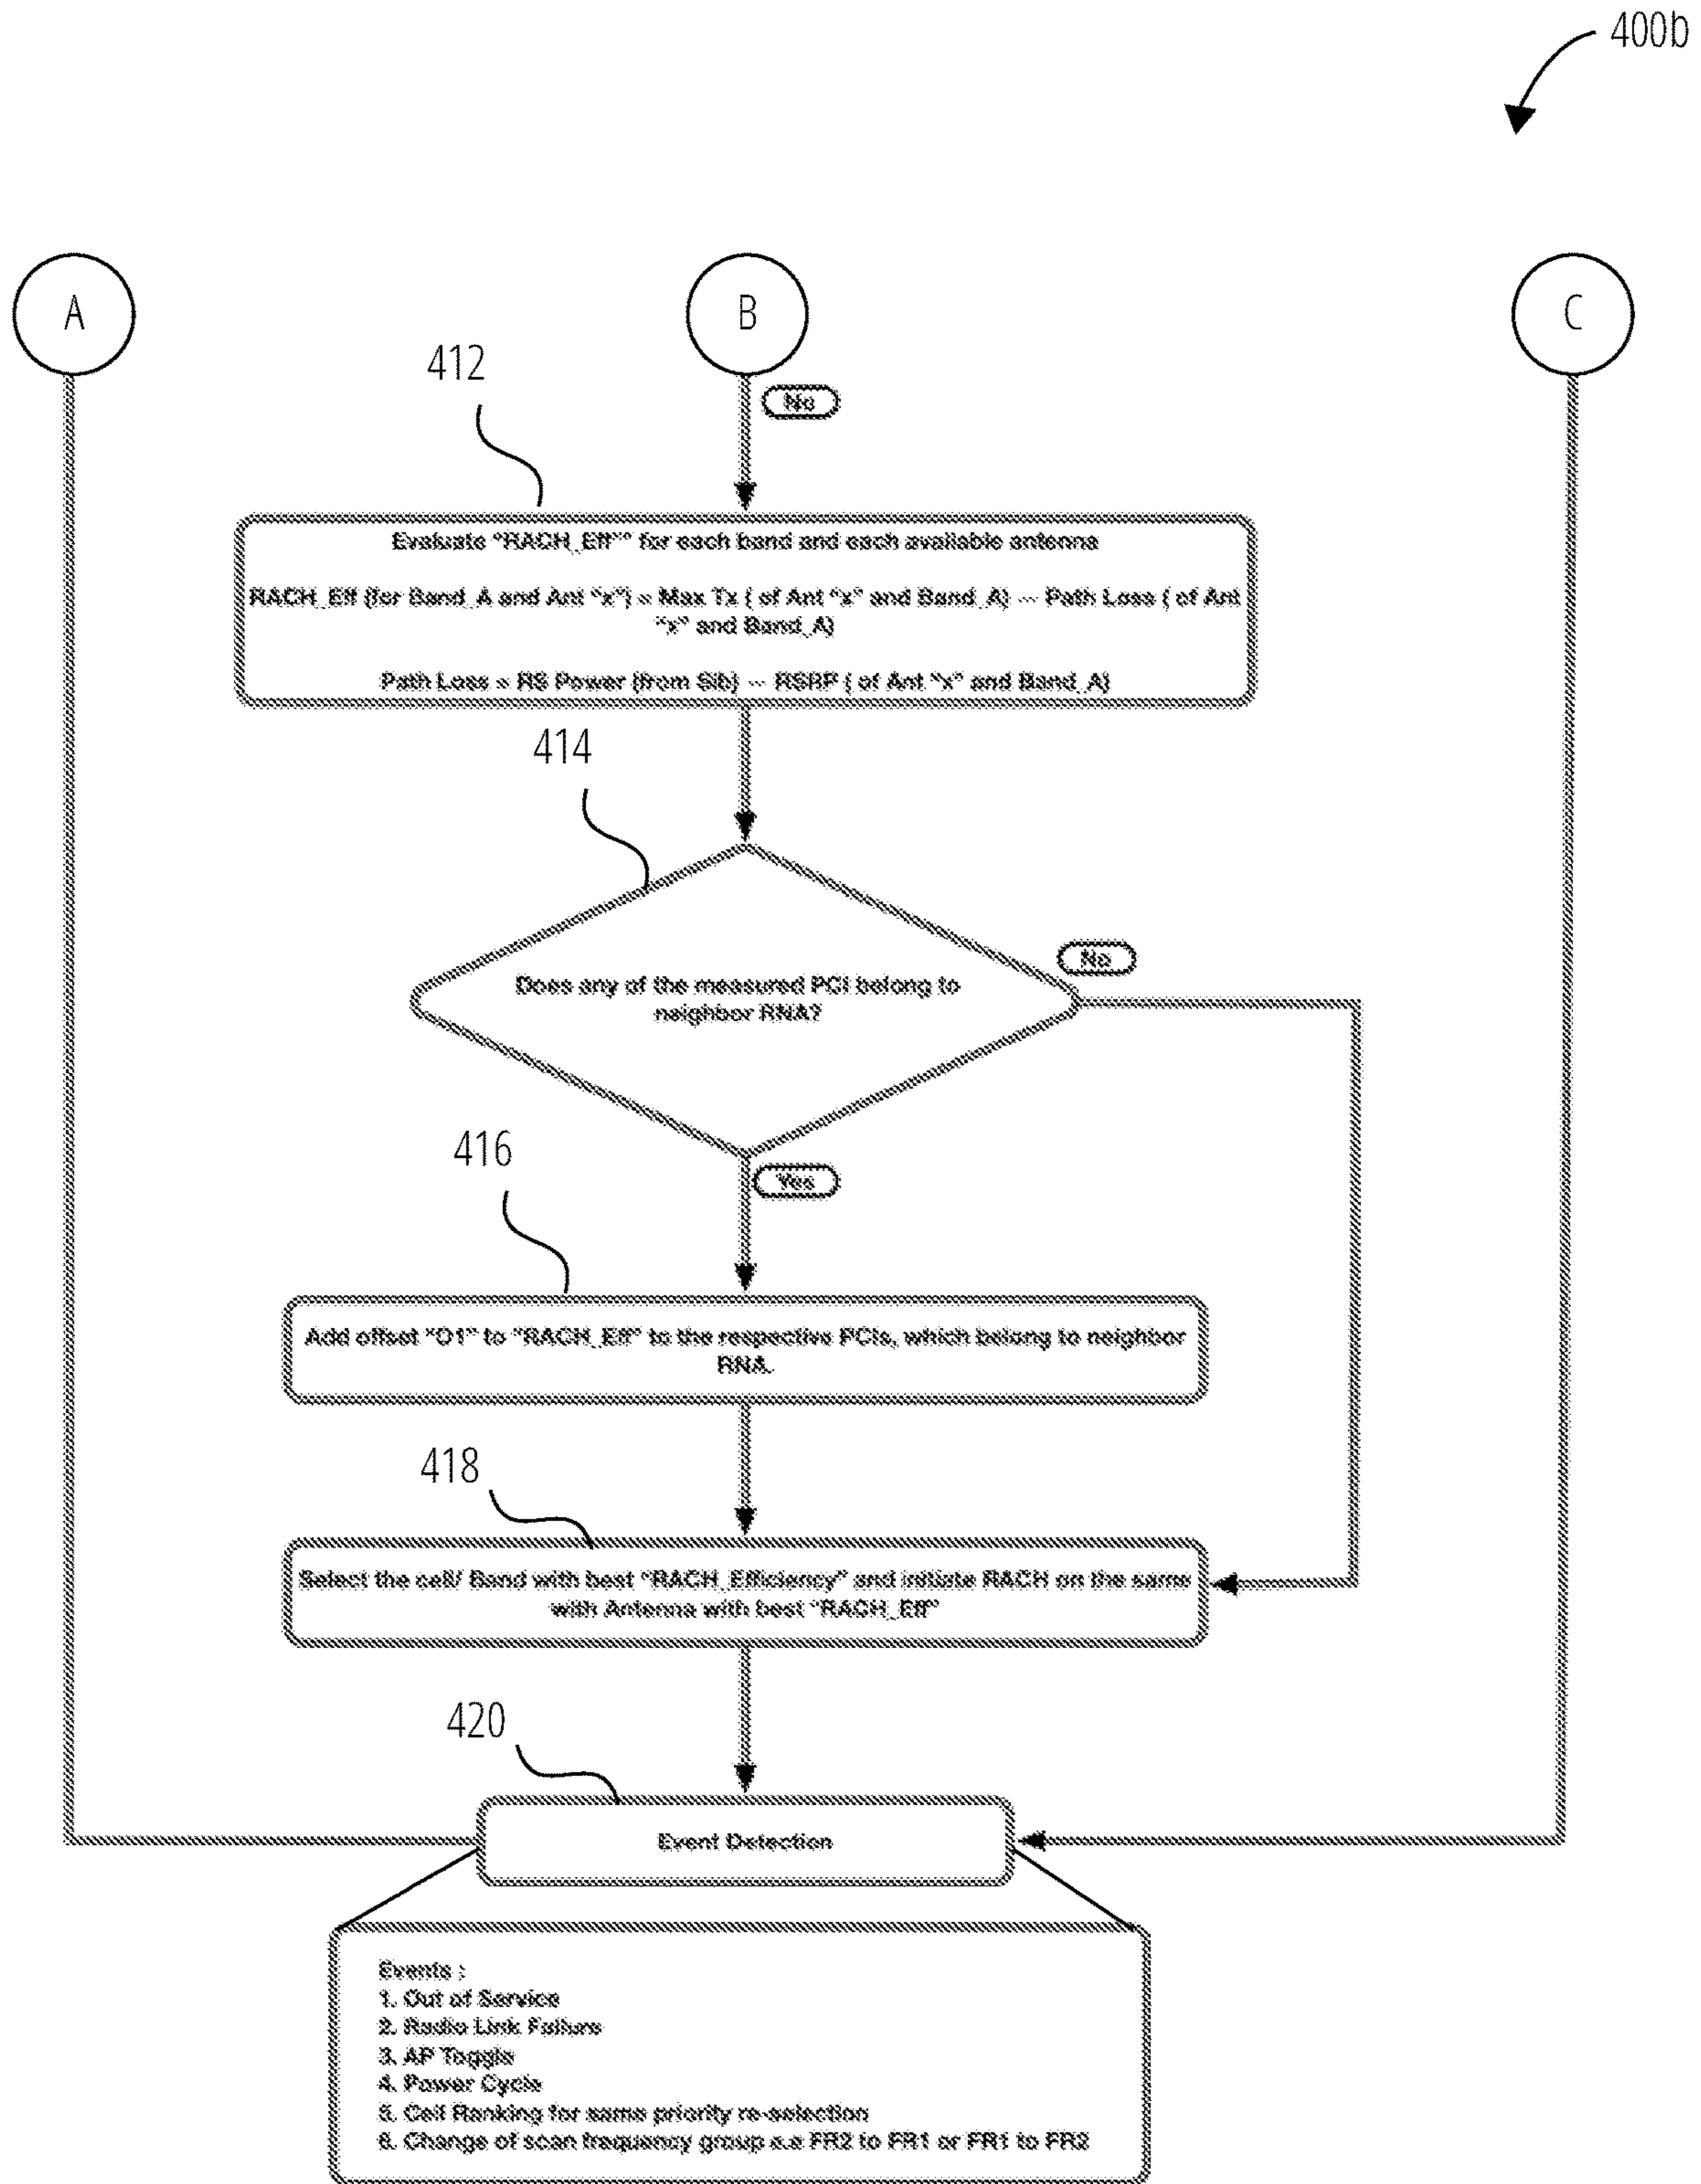 400b
A
B
C
412
No
Evaluate "RACH_Eff"" for each band and each available antenna
RACH_Eff (for Band_A and Ant "x") = Max Tx ( of Ant "x" and Band_A) -- Path Loss ( of Ant
"x" and Band_A)
Path Loss = RS Power (from Sib) -- RSRP ( of Ant "x" and Band_A)
414
No
Does any of the measured PCI belong to
neighbor RNA?
416
Yes
Add offset "O1" to "RACH_Eff" to the respective PCIs, which belong to neighbor
RNA.
418
Select the cell/ Band with best "RACH_Efficiency" and initiate RACH on the same
with Antenna with best "RACH_Eff"
420
Event Detection
Events :
1. Out of Service
2. Radio Link Failure
3. AP Toggle
4. Power Cycle
5. Cell Ranking for same priority re-selection
6. Change of scan frequency group e.e FR2 to FR1 or FR1 to FR2